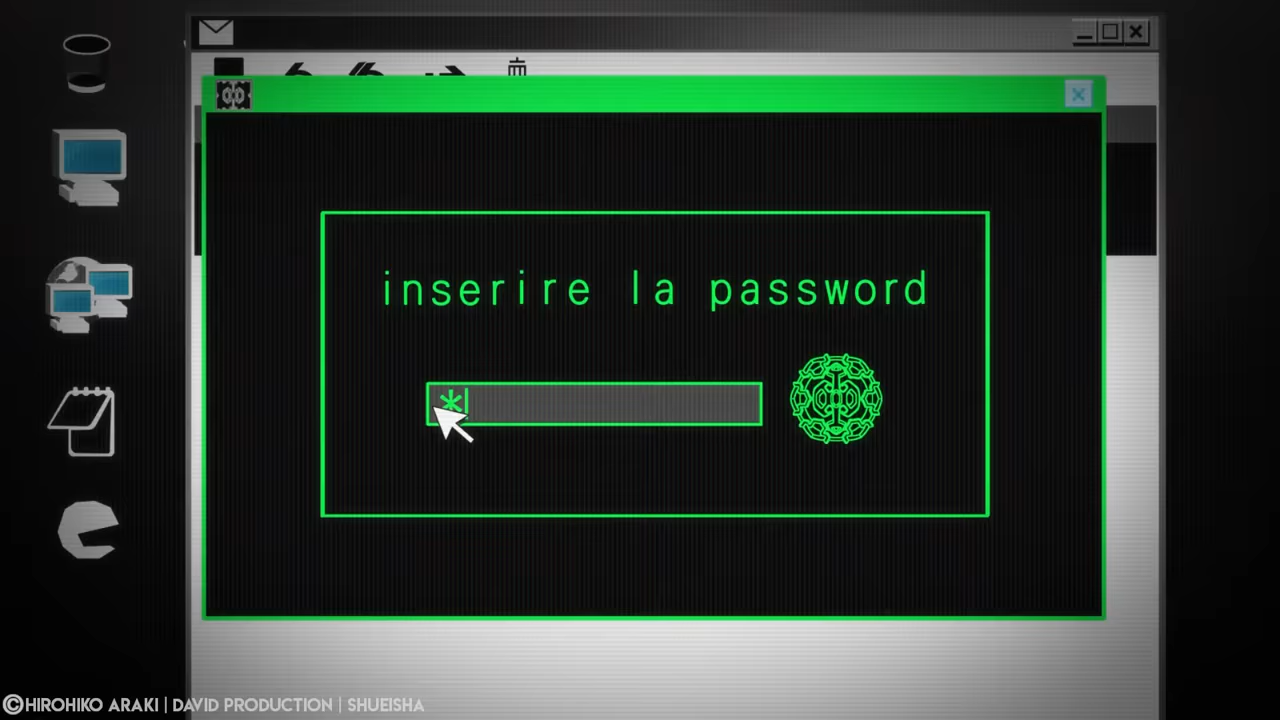 inserire la password
*
©HIROHIKO ARAKI | DAVID PRODUCTION | SHUEISHA